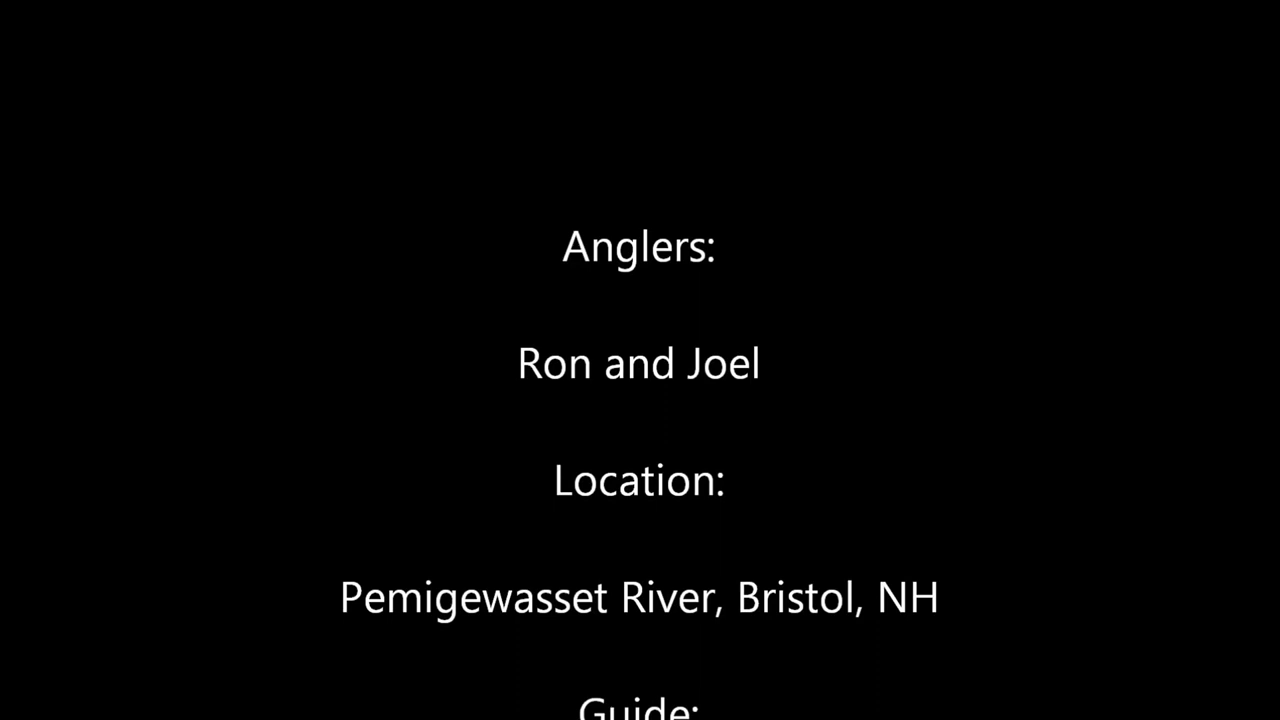 Anglers:
Ron and Joel
Location:
Pemigewasset River, Bristol, NH
Guide: